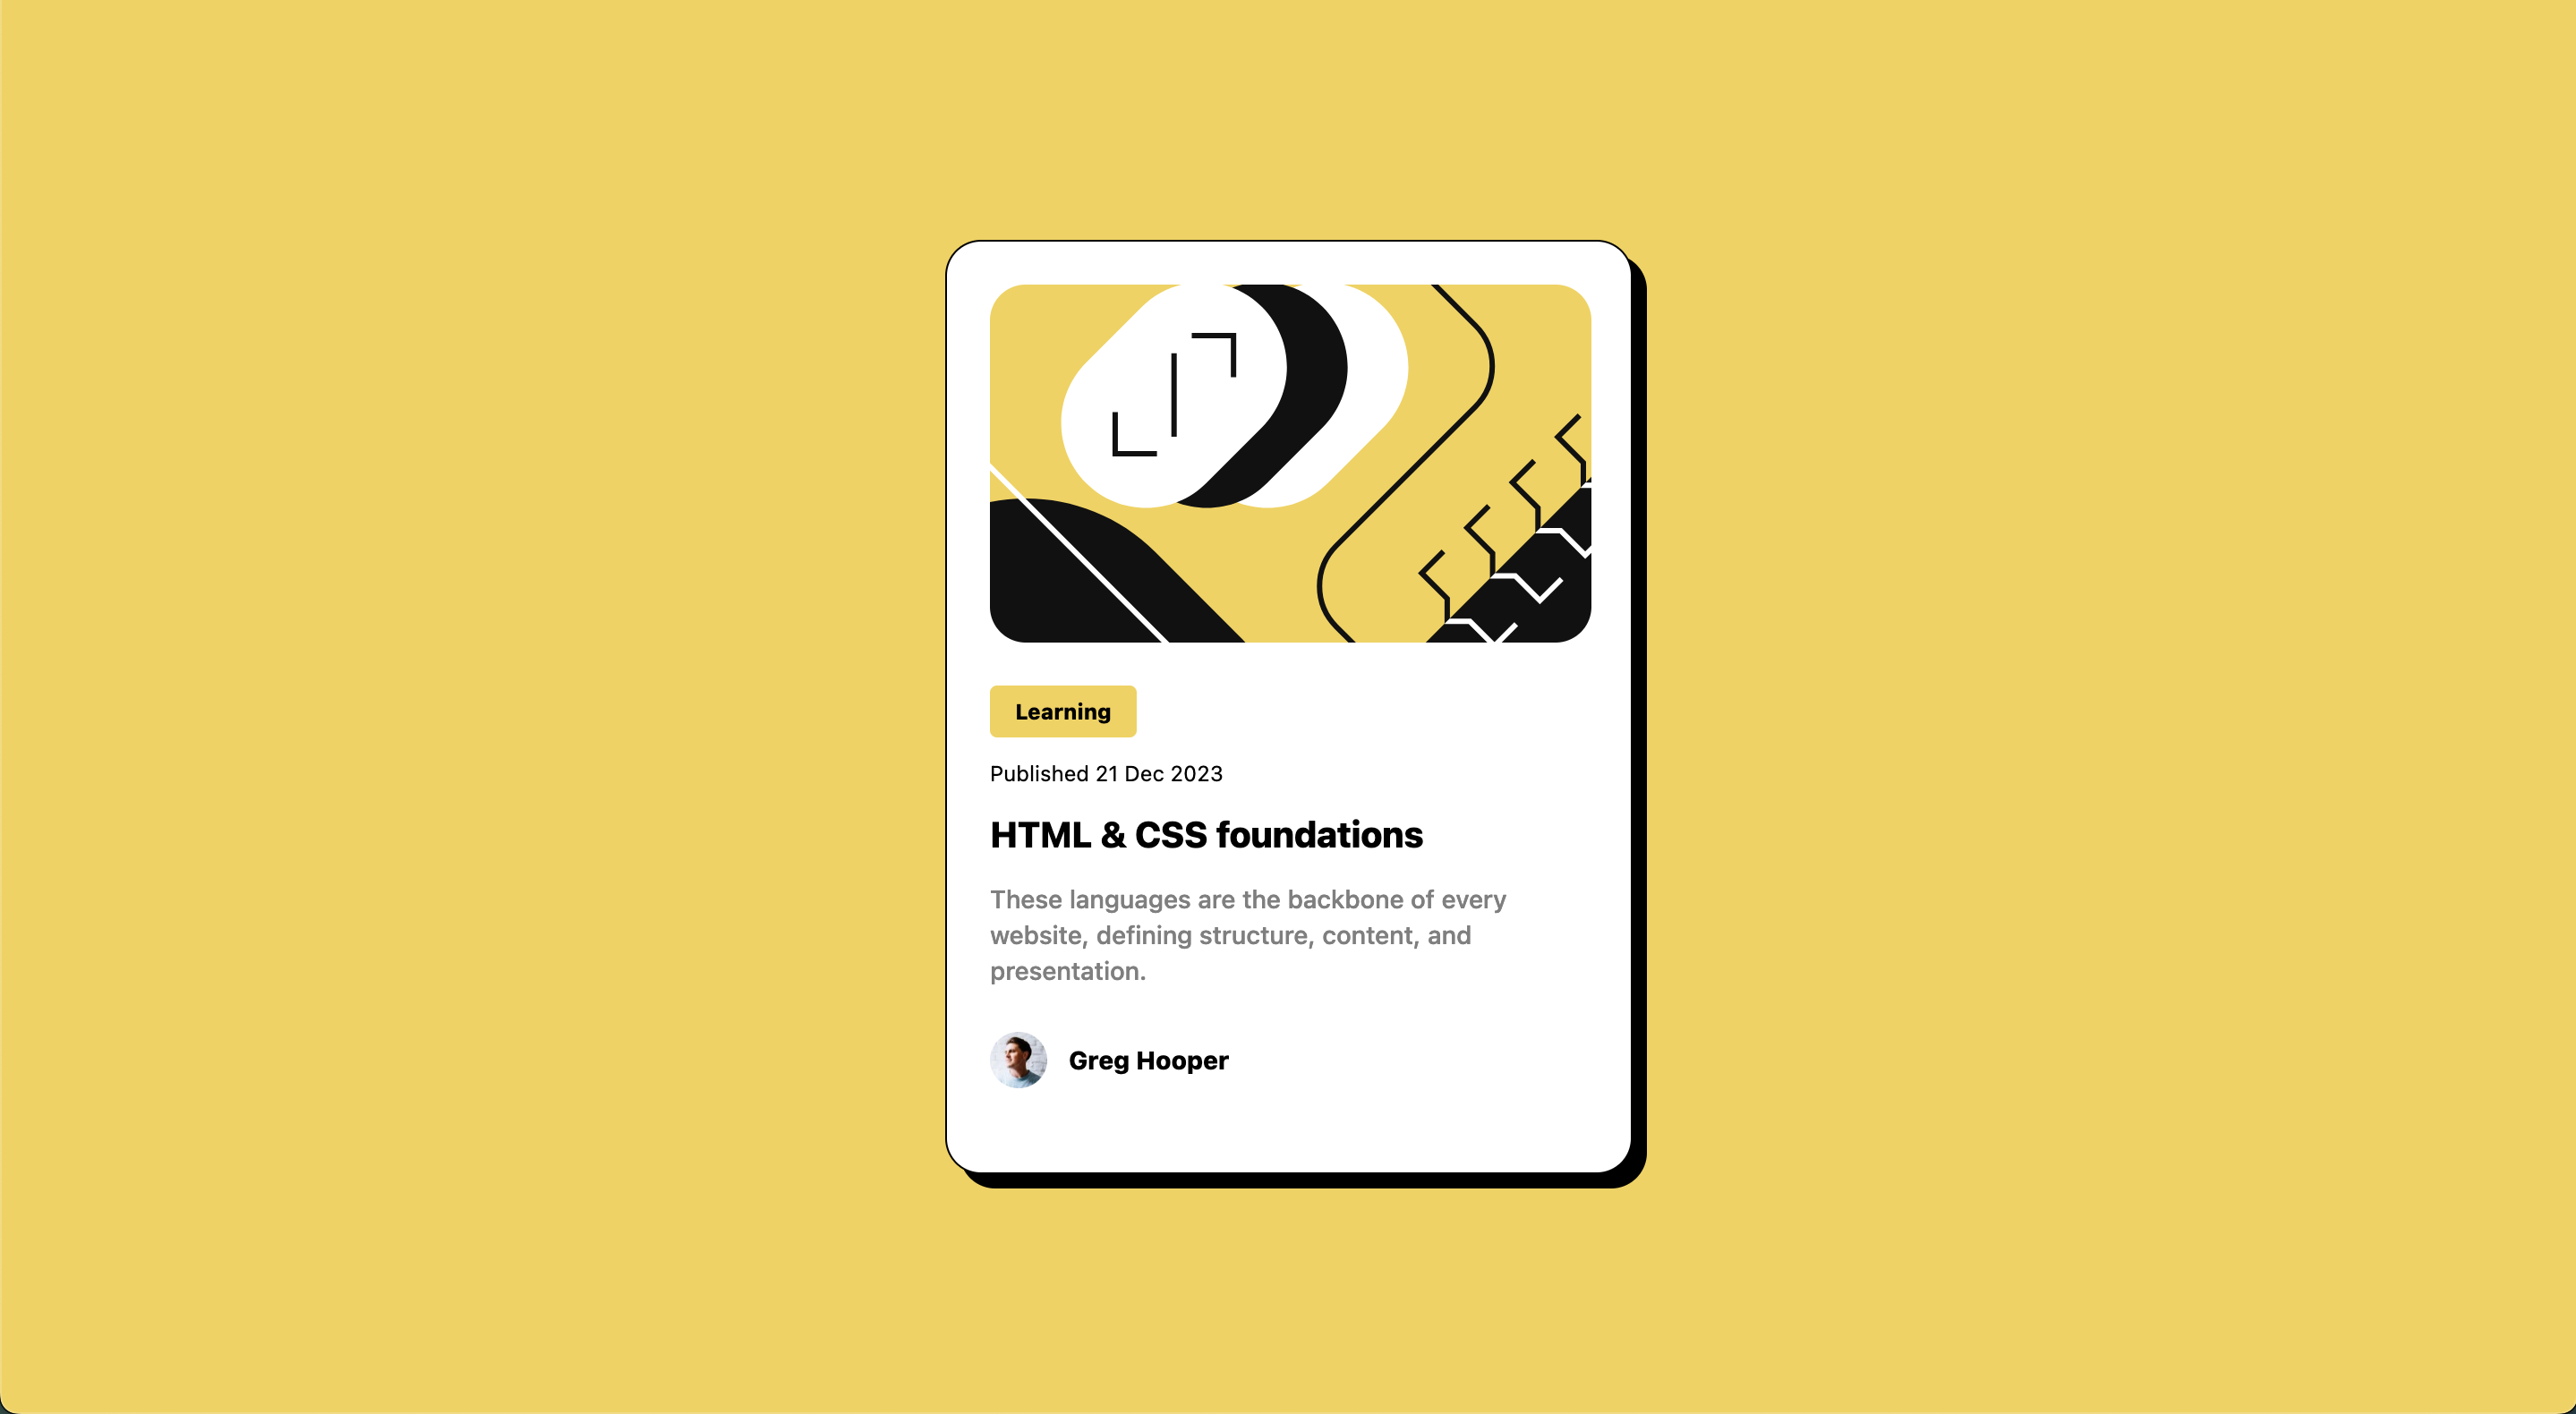 Learning
Published 21 Dec 2023
HTML & CSS foundations
These languages are the backbone of every
website, defining structure, content, and
presentation.
Greg Hooper